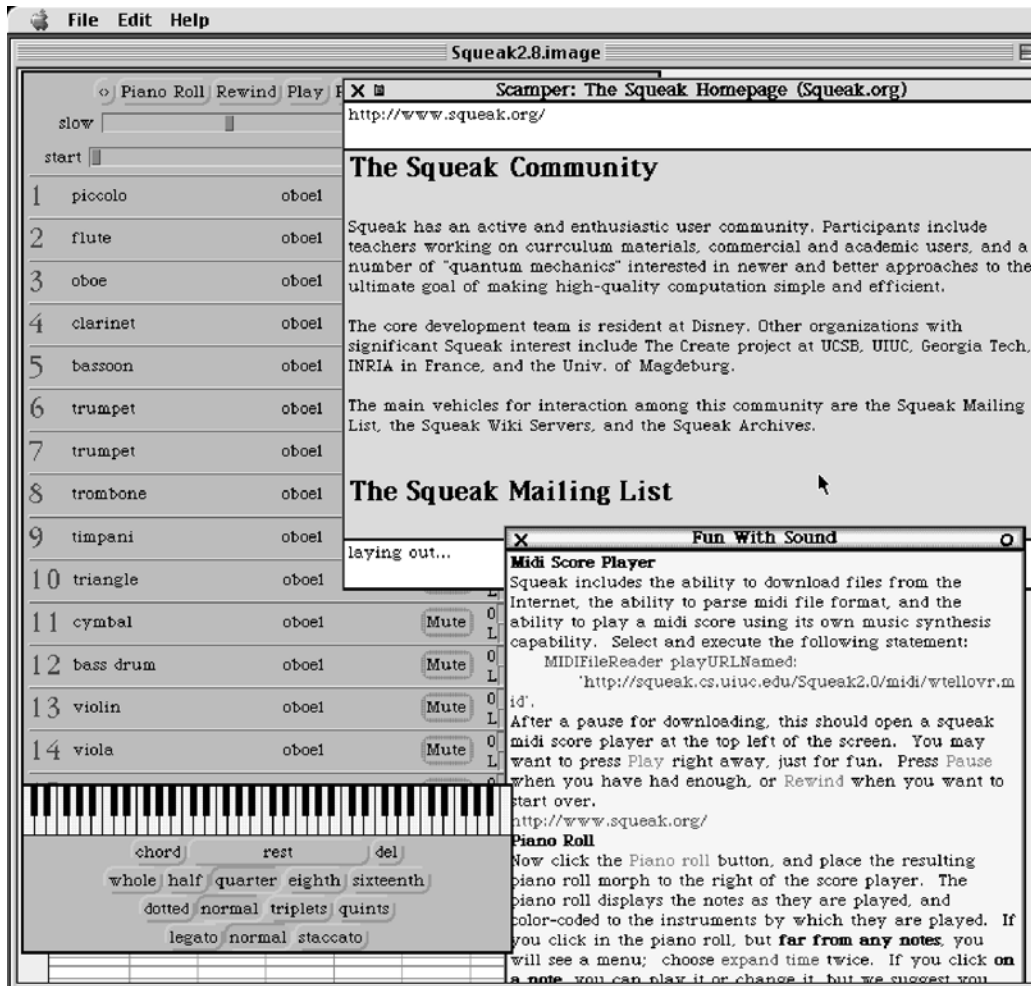 File Edit Help
Squeak2.8.image
<> Piano Roll Rewind Play
slow
start
1 piccolo oboe1
2 flute oboe1
3 oboe oboe1
4 clarinet oboe1
5 bassoon oboe1
6 trumpet oboe1
7 trumpet oboe1
8 trombone oboe1
9 timpani oboe1
10 triangle oboe1
11 cymbal oboe1 Mute 0
L
12 bass drum oboe1 Mute 0
L
13 violin oboe1 Mute 0
L
14 viola oboe1 Mute 0
L
chord rest del
whole half quarter eighth sixteenth
dotted normal triplets quints
legato normal staccato
X Scamper: The Squeak Homepage (Squeak.org)
http://www.squeak.org/
The Squeak Community
Squeak has an active and enthusiastic user community. Participants include
teachers working on currculum materials, commercial and academic users, and a
number of "quantum mechanics" interested in newer and better approaches to the
ultimate goal of making high-quality computation simple and efficient.
The core development team is resident at Disney. Other organizations with
significant Squeak interest include The Create project at UCSB, UIUC, Georgia Tech,
INRIA in France, and the Univ. of Magdeburg.
The main vehicles for interaction among this community are the Squeak Mailing
List, the Squeak Wiki Servers, and the Squeak Archives.
The Squeak Mailing List
laying out...
X Fun With Sound O
Midi Score Player
Squeak includes the ability to download files from the
Internet, the ability to parse midi file format, and the
ability to play a midi score using its own music synthesis
capability. Select and execute the following statement:
MIDIFileReader playURLNamed:
'http://squeak.cs.uiuc.edu/Squeak2.0/midi/wtellovr.m
id'.
After a pause for downloading, this should open a squeak
midi score player at the top left of the screen. You may
want to press Play right away, just for fun. Press Pause
when you have had enough, or Rewind when you want to
start over.
http://www.squeak.org/
Piano Roll
Now click the Piano roll button, and place the resulting
piano roll morph to the right of the score player. The
piano roll displays the notes as they are played, and
color-coded to the instruments by which they are played. If
you click in the piano roll, but far from any notes, you
will see a menu; choose expand time twice. If you click on
a note, you can play it or change it, but we suggest you